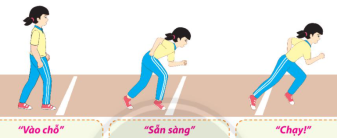 “Vào chỗ”
“Sẵn sàng”
“Chạy!”